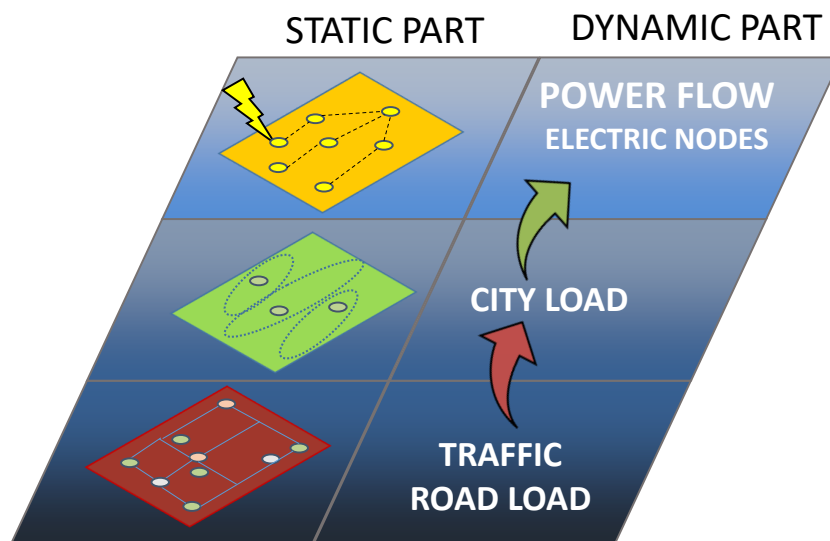 STATIC PART
DYNAMIC PART
POWER FLOW
ELECTRIC NODES
CITY LOAD
TRAFFIC
ROAD LOAD